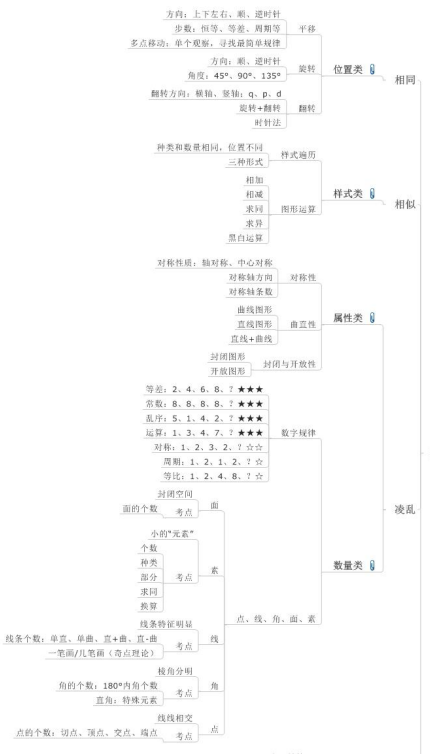 方向：上下左右、顺、逆时针
步数：恒等、等差、周期等
多点移动：单个观察，寻找最简单规律
平移
方向：顺、逆时针
角度：45°、90°、135°
旋转
翻转方向：横轴、竖轴；q、p、d
旋转+翻转
时针法
翻转
位置类
相同
种类和数量相同，位置不同
三种形式
样式遍历
相加
相减
求同
求异
黑白运算
图形运算
样式类
相似
对称性质：轴对称、中心对称
对称轴方向
对称轴条数
对称性
曲线图形
直线图形
直线+曲线
曲直性
封闭图形
开放图形
封闭与开放性
属性类
等差：2、4、6、8、？★★★
常数：8、8、8、8、？★★★
乱序：5、1、4、2、？★★★
运算：1、3、4、7、？★★★
对称：1、2、3、2、？☆☆
周期：1、2、1、2、？☆
等比：1、2、4、8、？☆
数字规律
封闭空间
面的个数
考点
面
小的“元素”
个数
种类
部分
求同
换算
考点
素
线条特征明显
线条个数：单直、单曲、直+曲、直-曲
一笔画/几笔画（奇点理论）
考点
线
棱角分明
角的个数：180°内角个数
直角：特殊元素
考点
角
线线相交
点的个数：切点、顶点、交点、端点
考点
点
点、线、角、面、素
数量类
凌乱